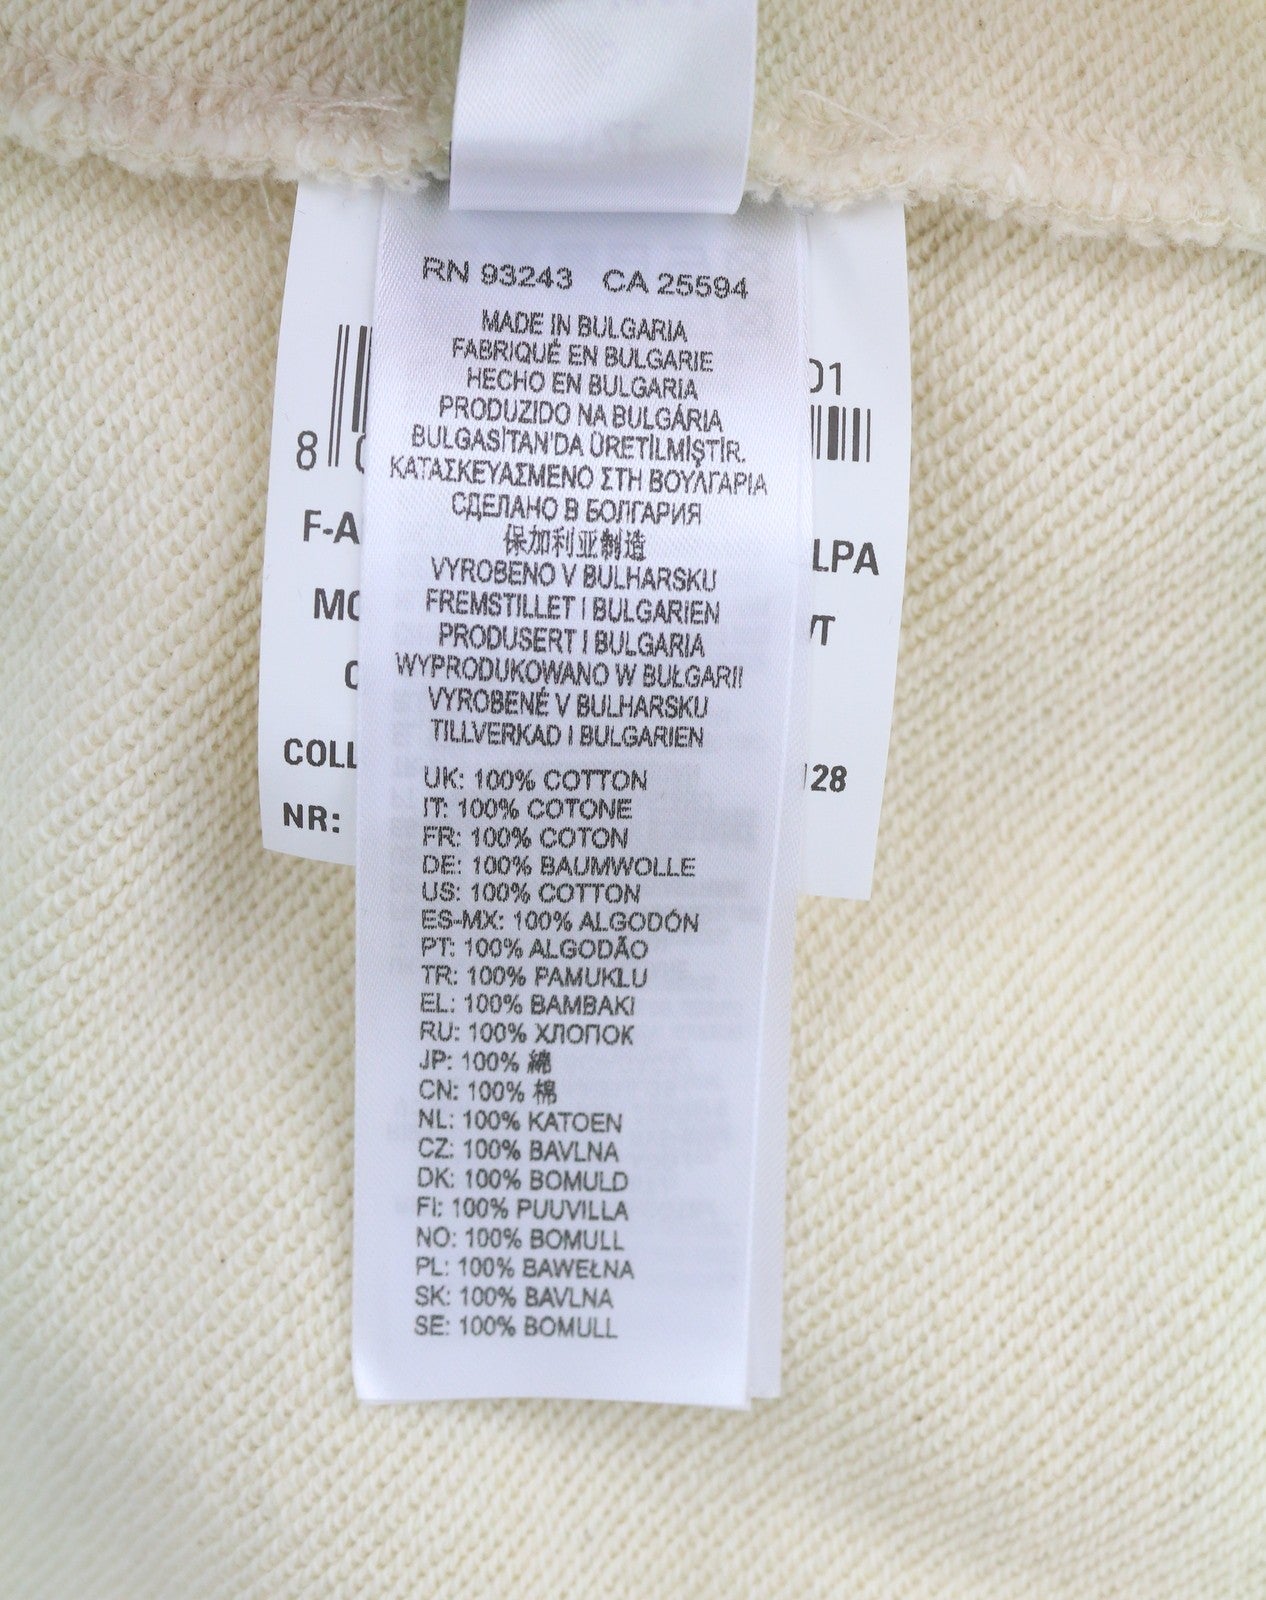 RN 93243 CA 25594
MADE IN BULGARIA
FABRIQUÉ EN BULGARIE
HECHO EN BULGARIA
PRODUZIDO NA BULGÁRIA
BULGASİTAN'DA ÜRETİLMİŞTİR.
ΚΑΤΑΣΚΕΥΑΣΜΕΝΟ ΣΤΗ ΒΟΥΛΓΑΡΙΑ
СДЕЛАНО В БОЛГАРИЯ
保加利亚制造
VYROBENO V BULHARSKU
FREMSTILLET I BULGARIEN
PRODUSERT I BULGARIA
WYPRODUKOWANO W BUŁGARII
VYROBENÉ V BULHARSKU
TILLVERKAD I BULGARIEN
UK: 100% COTTON
IT: 100% COTONE
FR: 100% COTON
DE: 100% BAUMWOLLE
US: 100% COTTON
ES-MX: 100% ALGODÓN
PT: 100% ALGODÃO
TR: 100% PAMUKLU
EL: 100% BAMBAKI
RU: 100% ХЛОПОК
JP: 100% 綿
CN: 100% 棉
NL: 100% KATOEN
CZ: 100% BAVLNA
DK: 100% BOMULD
FI: 100% PUUVILLA
NO: 100% BOMULL
PL: 100% BAWEŁNA
SK: 100% BAVLNA
SE: 100% BOMULL
8
01
F-A
LPA
MO
VT
COLL
128
NR: